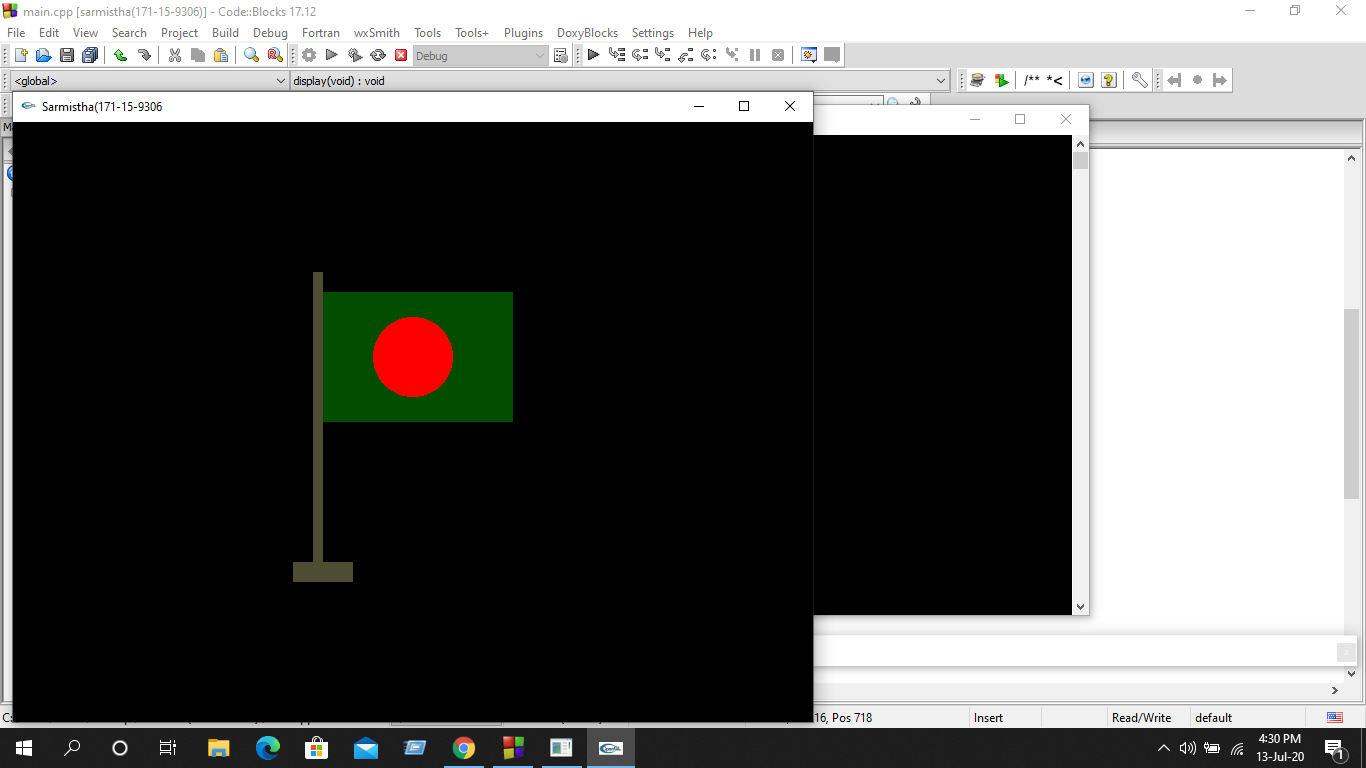 main.cpp [sarmistha(171-15-9306)] - Code::Blocks 17.12
File Edit View Search Project Build Debug Fortran wxSmith Tools Tools+ Plugins DoxyBlocks Settings Help
Debug
<global> display(void) : void
/** *<
Sarmistha(171-15-9306
16, Pos 718 Insert Read/Write default
4:30 PM
13-Jul-20
1